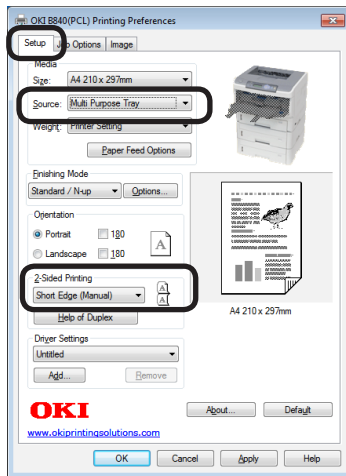 OKI B840(PCL) Printing Preferences
Setup Job Options Image
Media
Size: A4 210 x 297mm
Source: Multi Purpose Tray
Weight: Printer Setting
Paper Feed Options
Finishing Mode
Standard / N-up Options...
Orientation
Portrait 180
Landscape 180
A
2-Sided Printing
Short Edge (Manual)
A
A
Help of Duplex
A4 210 x 297mm
Driver Settings
Untitled
Add... Remove
OKI
About... Default
www.okiprintingsolutions.com
OK Cancel Apply Help